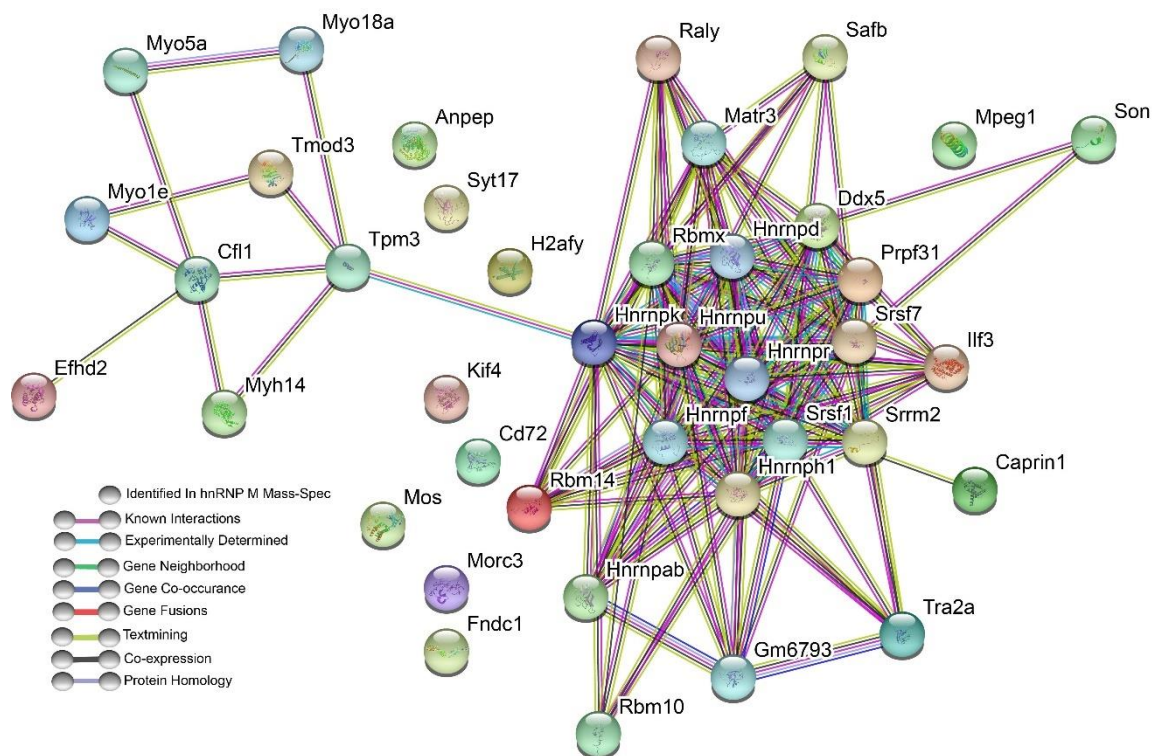 Myo18a
Myo5a
Raly
Safb
Anpep
Matr3
Mpeg1
Son
Tmod3
Syt17
Ddx5
Myo1e
Hnrnpd
Rbmx
Tpm3
H2afy
Prpf31
Cfl1
Hnrnpk
Hnrnpu
Srsf7
Ilf3
Hnrnpr
Efhd2
Kif4
Myh14
Hnrnpf
Srsf1
Srrm2
Cd72
Hnrnph1
Rbm14
Caprin1
Identified In hnRNP M Mass-Spec
Mos
Known Interactions
Experimentally Determined
Gene Neighborhood
Morc3
Hnrnpab
Gene Co-occurance
Tra2a
Gene Fusions
Fndc1
Textmining
Gm6793
Co-expression
Protein Homology
Rbm10